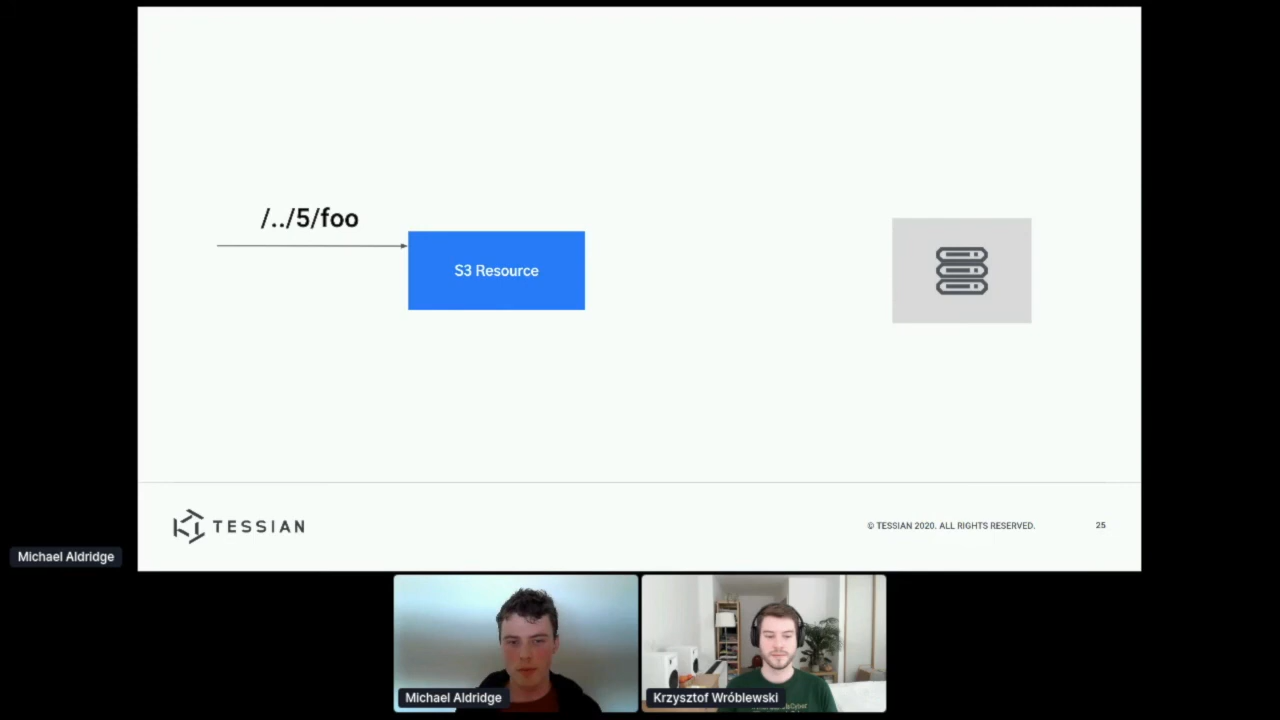 /../5/foo
S3 Resource
TESSIAN
© TESSIAN 2020. ALL RIGHTS RESERVED.
25
Michael Aldridge
Michael Aldridge
Krzysztof Wróblewski